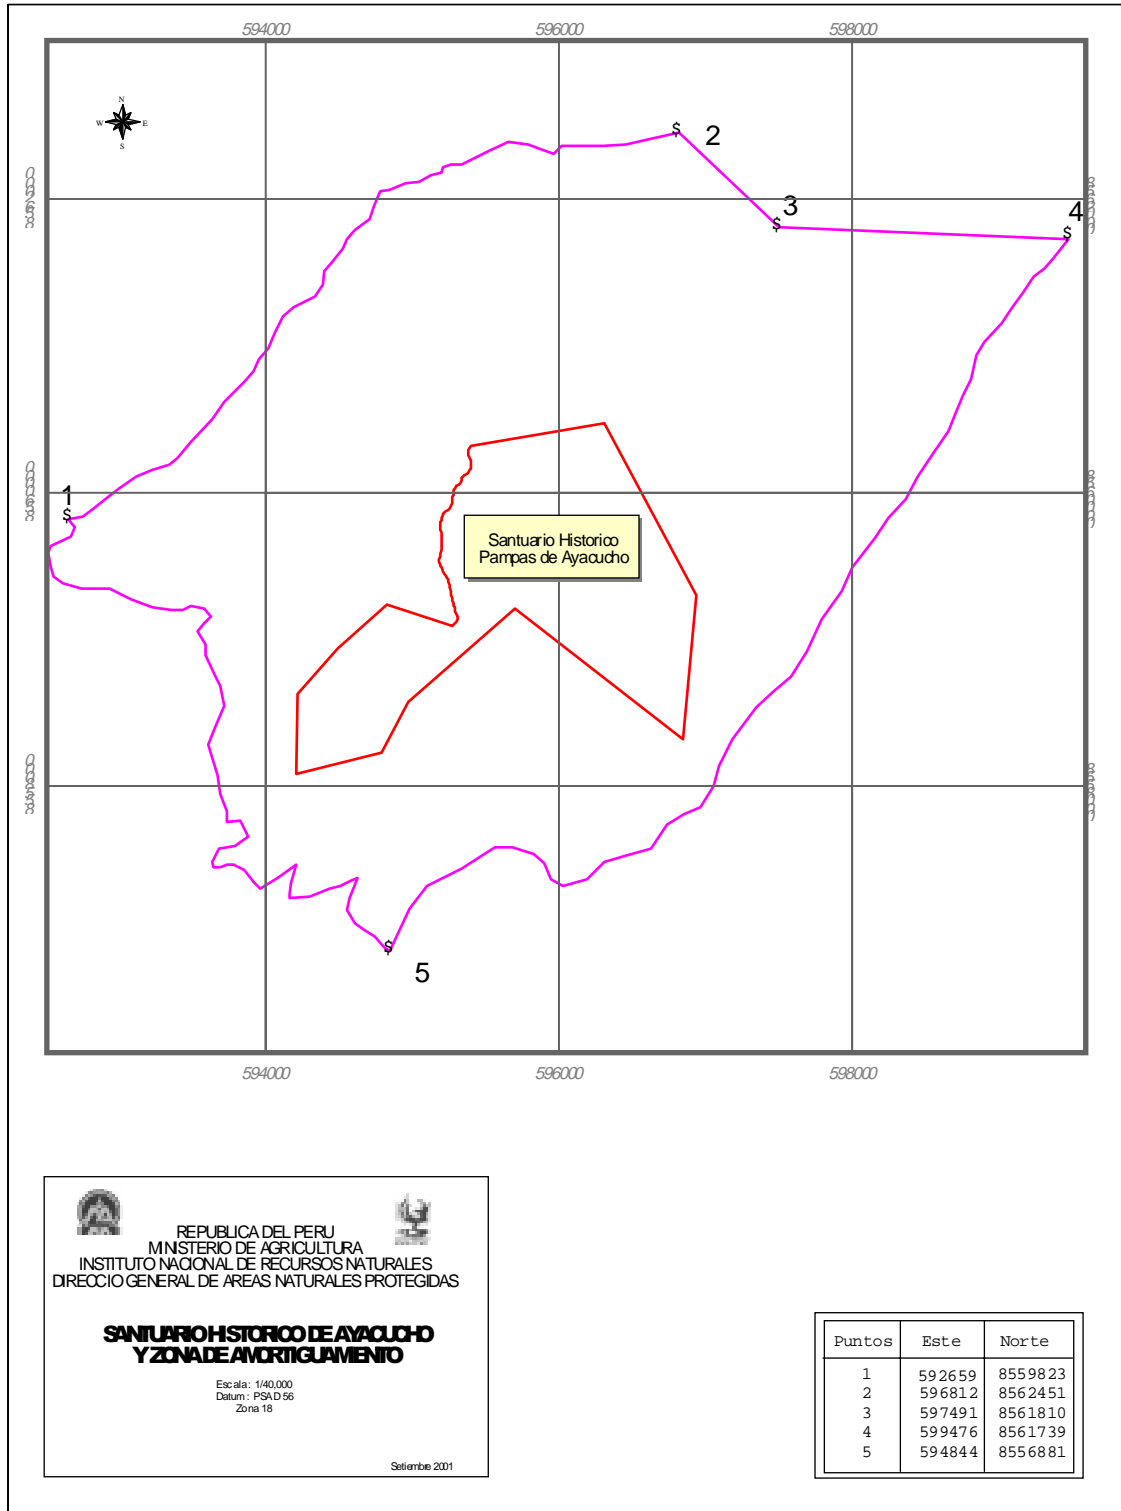 594000 596000 598000
N
W E
S
2
3
4
1
Santuario Historico
Pampas de Ayacucho
5
594000 596000 598000
REPUBLICA DEL PERU
MINISTERIO DE AGRICULTURA
INSTITUTO NACIONAL DE RECURSOS NATURALES
DIRECCIO GENERAL DE AREAS NATURALES PROTEGIDAS
SANTUARIO HISTORICO DE AYACUCHO
Y ZONA DE AMORTIGUAMIENTO
Escala: 1/40,000
Datum: PSAD 56
Zona 18
Setiembre 2001
Puntos Este Norte
1 592659 8559823
2 596812 8562451
3 597491 8561810
4 599476 8561739
5 594844 8556881